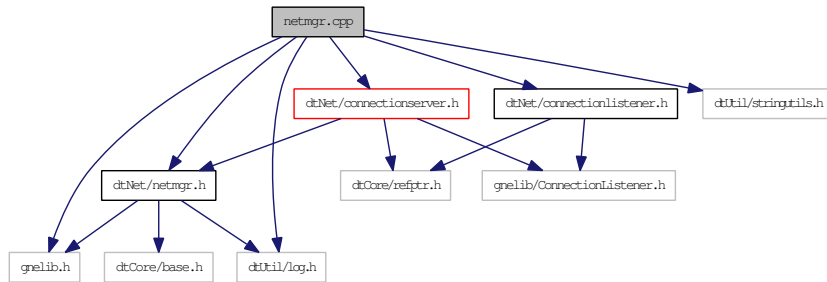 netmgr.cpp
dtNet/connectionserver.h
dtNet/connectionlistener.h
dtUtil/stringutils.h
dtNet/netmgr.h
dtCore/refptr.h
gnelib/ConnectionListener.h
gnelib.h
dtCore/base.h
dtUtil/log.h